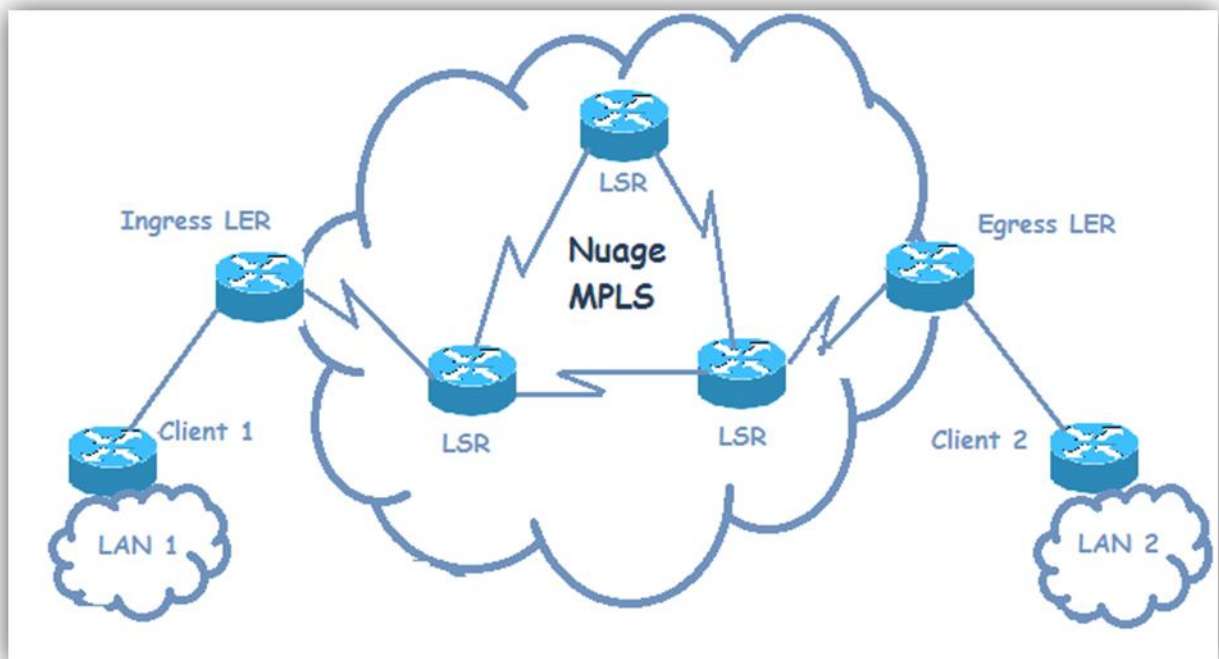 LSR
Ingress LER
Egress LER
Nuage
MPLS
Client 1
LSR
LSR
Client 2
LAN 1
LAN 2